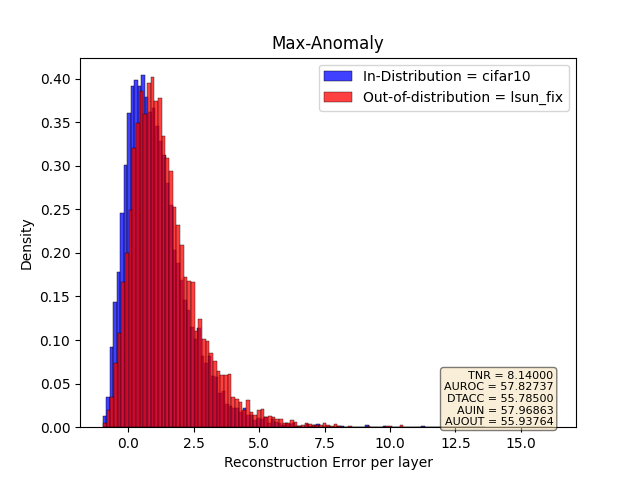 Max-Anomaly
In-Distribution = cifar10
Out-of-distribution = lsun_fix
0.40
0.35
0.30
0.25
0.20
0.15
0.10
0.05
0.00
Density
TNR = 8.14000
AUROC = 57.82737
DTACC = 55.78500
AUIN = 57.96863
AUOUT = 55.93764
0.0 2.5 5.0 7.5 10.0 12.5 15.0
Reconstruction Error per layer